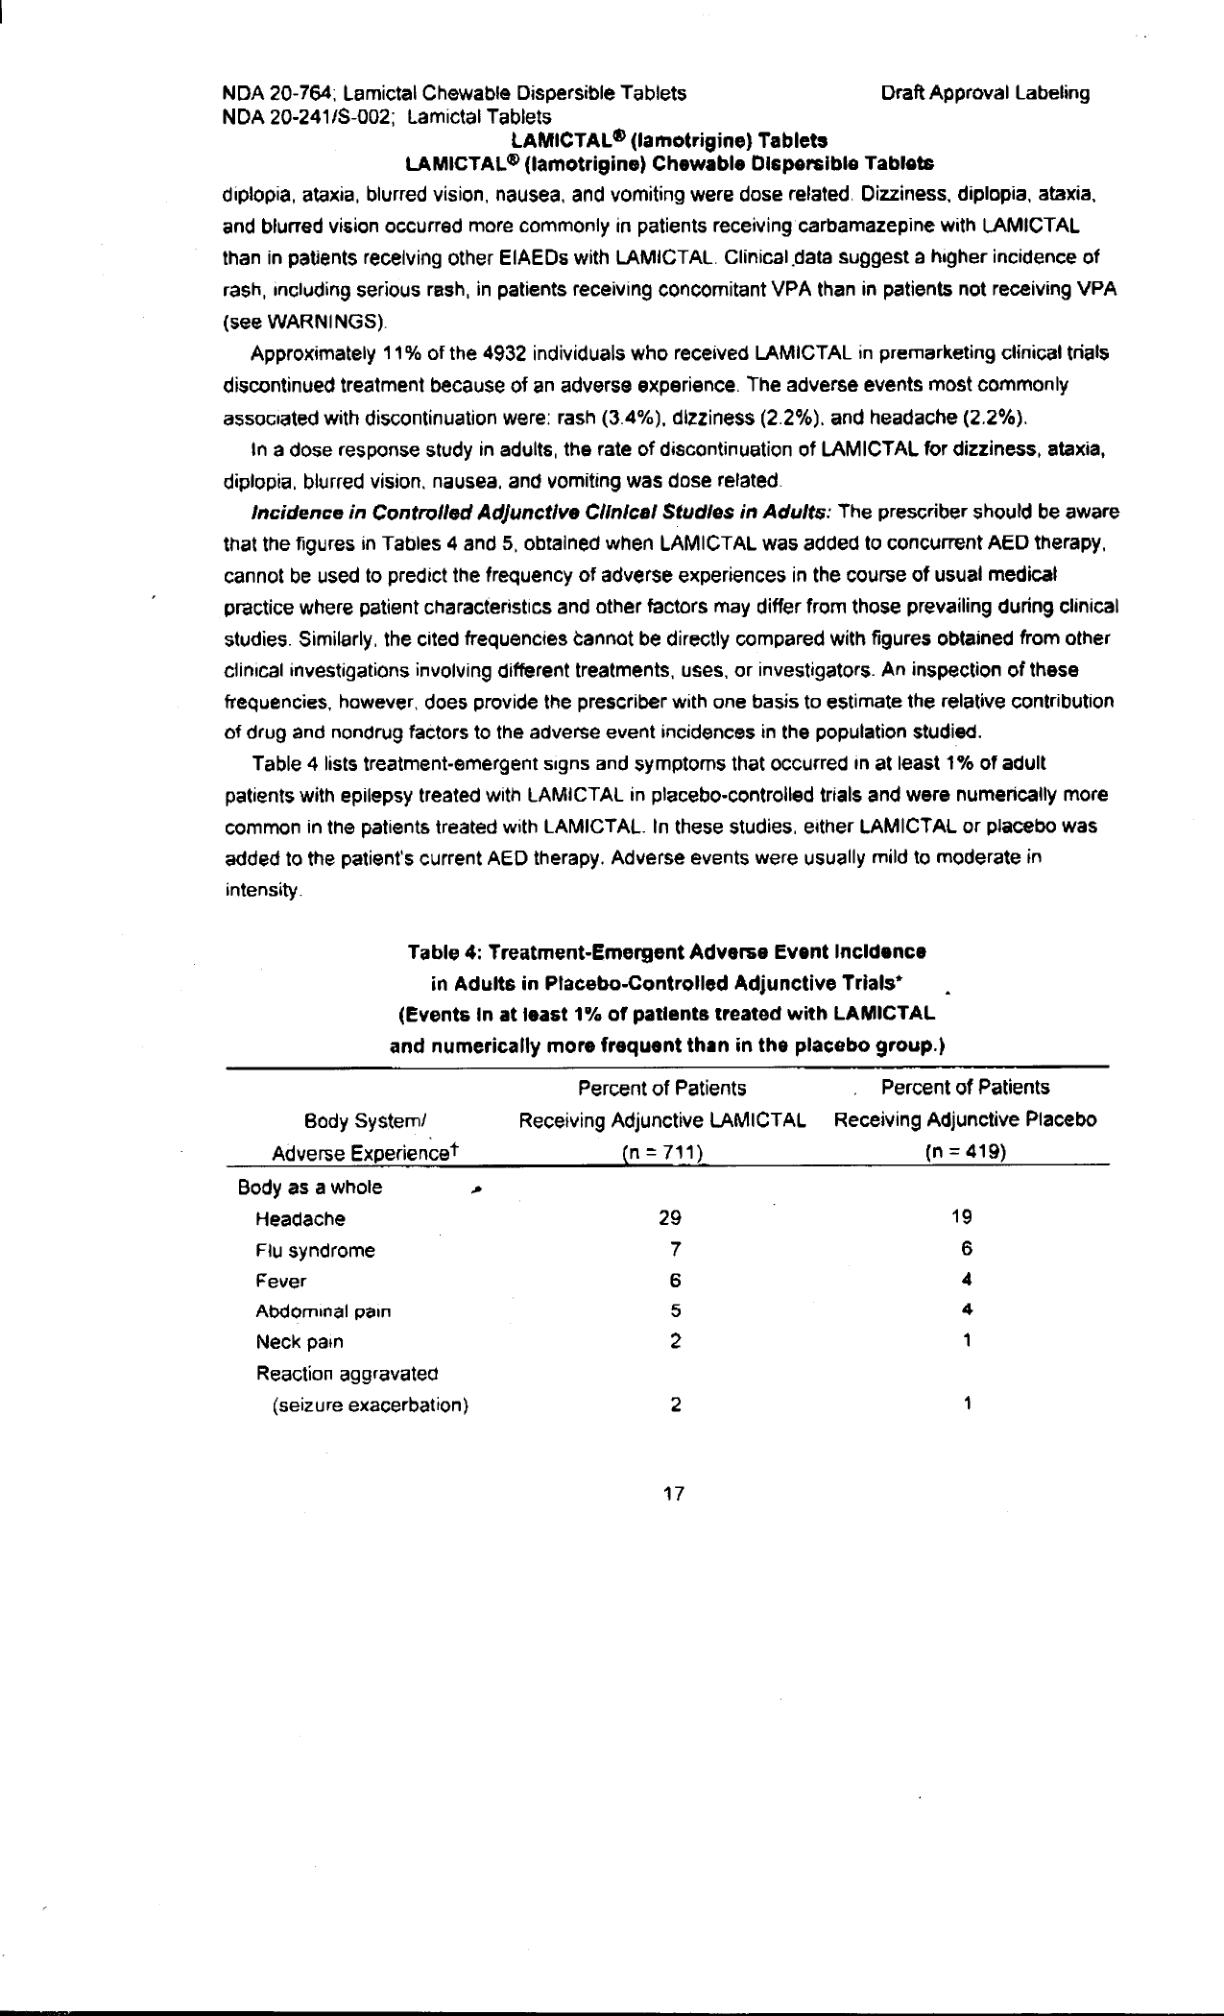 NDA 20-764; Lamictal Chewable Dispersible Tablets Draft Approval Labeling
NDA 20-241/S-002; Lamictal Tablets
LAMICTAL® (lamotrigine) Tablets
LAMICTAL® (lamotrigine) Chewable Dispersible Tablets
diplopia, ataxia, blurred vision, nausea, and vomiting were dose related. Dizziness, diplopia, ataxia,
and blurred vision occurred more commonly in patients receiving carbamazepine with LAMICTAL
than in patients receiving other EIAEDs with LAMICTAL. Clinical data suggest a higher incidence of
rash, including serious rash, in patients receiving concomitant VPA than in patients not receiving VPA
(see WARNINGS).
Approximately 11% of the 4932 individuals who received LAMICTAL in premarketing clinical trials
discontinued treatment because of an adverse experience. The adverse events most commonly
associated with discontinuation were: rash (3.4%), dizziness (2.2%), and headache (2.2%).
In a dose response study in adults, the rate of discontinuation of LAMICTAL for dizziness, ataxia,
diplopia, blurred vision, nausea, and vomiting was dose related.
Incidence in Controlled Adjunctive Clinical Studies in Adults: The prescriber should be aware
that the figures in Tables 4 and 5, obtained when LAMICTAL was added to concurrent AED therapy,
cannot be used to predict the frequency of adverse experiences in the course of usual medical
practice where patient characteristics and other factors may differ from those prevailing during clinical
studies. Similarly, the cited frequencies cannot be directly compared with figures obtained from other
clinical investigations involving different treatments, uses, or investigators. An inspection of these
frequencies, however, does provide the prescriber with one basis to estimate the relative contribution
of drug and nondrug factors to the adverse event incidences in the population studied.
Table 4 lists treatment-emergent signs and symptoms that occurred in at least 1% of adult
patients with epilepsy treated with LAMICTAL in placebo-controlled trials and were numerically more
common in the patients treated with LAMICTAL. In these studies, either LAMICTAL or placebo was
added to the patient's current AED therapy. Adverse events were usually mild to moderate in
intensity.
Table 4: Treatment-Emergent Adverse Event Incidence
in Adults in Placebo-Controlled Adjunctive Trials*
(Events in at least 1% of patients treated with LAMICTAL
and numerically more frequent than in the placebo group.)
Percent of Patients Percent of Patients
Body System/ Receiving Adjunctive LAMICTAL Receiving Adjunctive Placebo
Adverse Experience† (n = 711) (n = 419)
Body as a whole
Headache 29 19
Flu syndrome 7 6
Fever 6 4
Abdominal pain 5 4
Neck pain 2 1
Reaction aggravated
(seizure exacerbation) 2 1
17